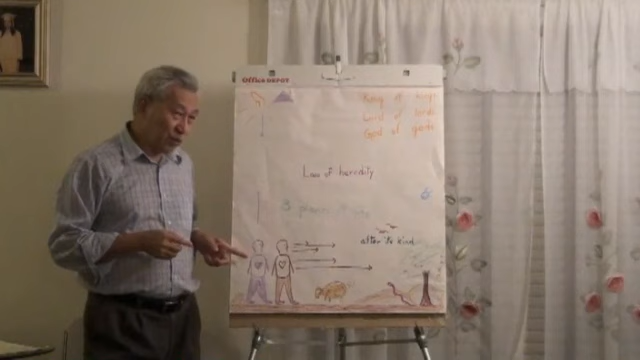 Office DEPOT
King of kings
Lord of lords
God of gods
Law of heredity
after its kind